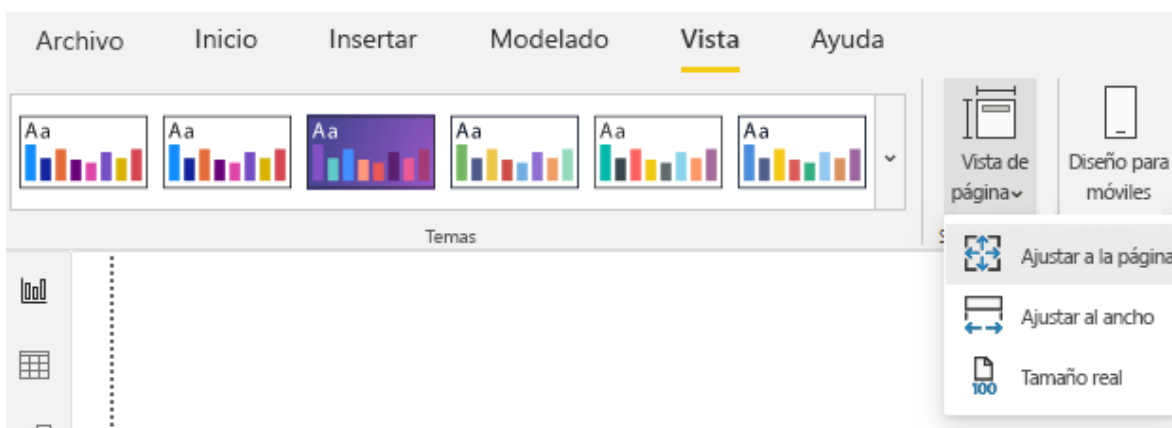 Archivo Inicio Insertar Modelado Vista Ayuda
Aa Aa Aa Aa Aa Aa
Vista de
página
Diseño para
móviles
Temas
Ajustar a la página
Ajustar al ancho
100
Tamaño real